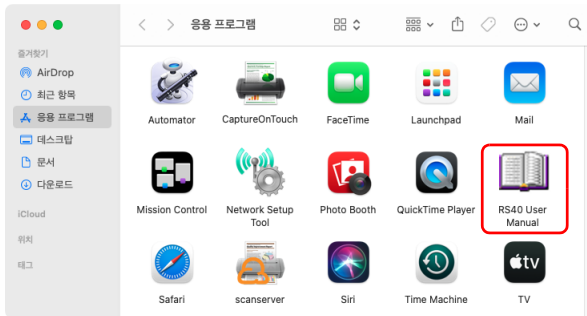 응용 프로그램
즐겨찾기
AirDrop
최근 항목
응용 프로그램
데스크탑
문서
다운로드
iCloud
위치
태그
Automator
CaptureOnTouch
FaceTime
Launchpad
Mail
Mission Control
Network Setup
Tool
Photo Booth
QuickTime Player
RS40 User
Manual
Safari
scanserver
Siri
Time Machine
tv
TV